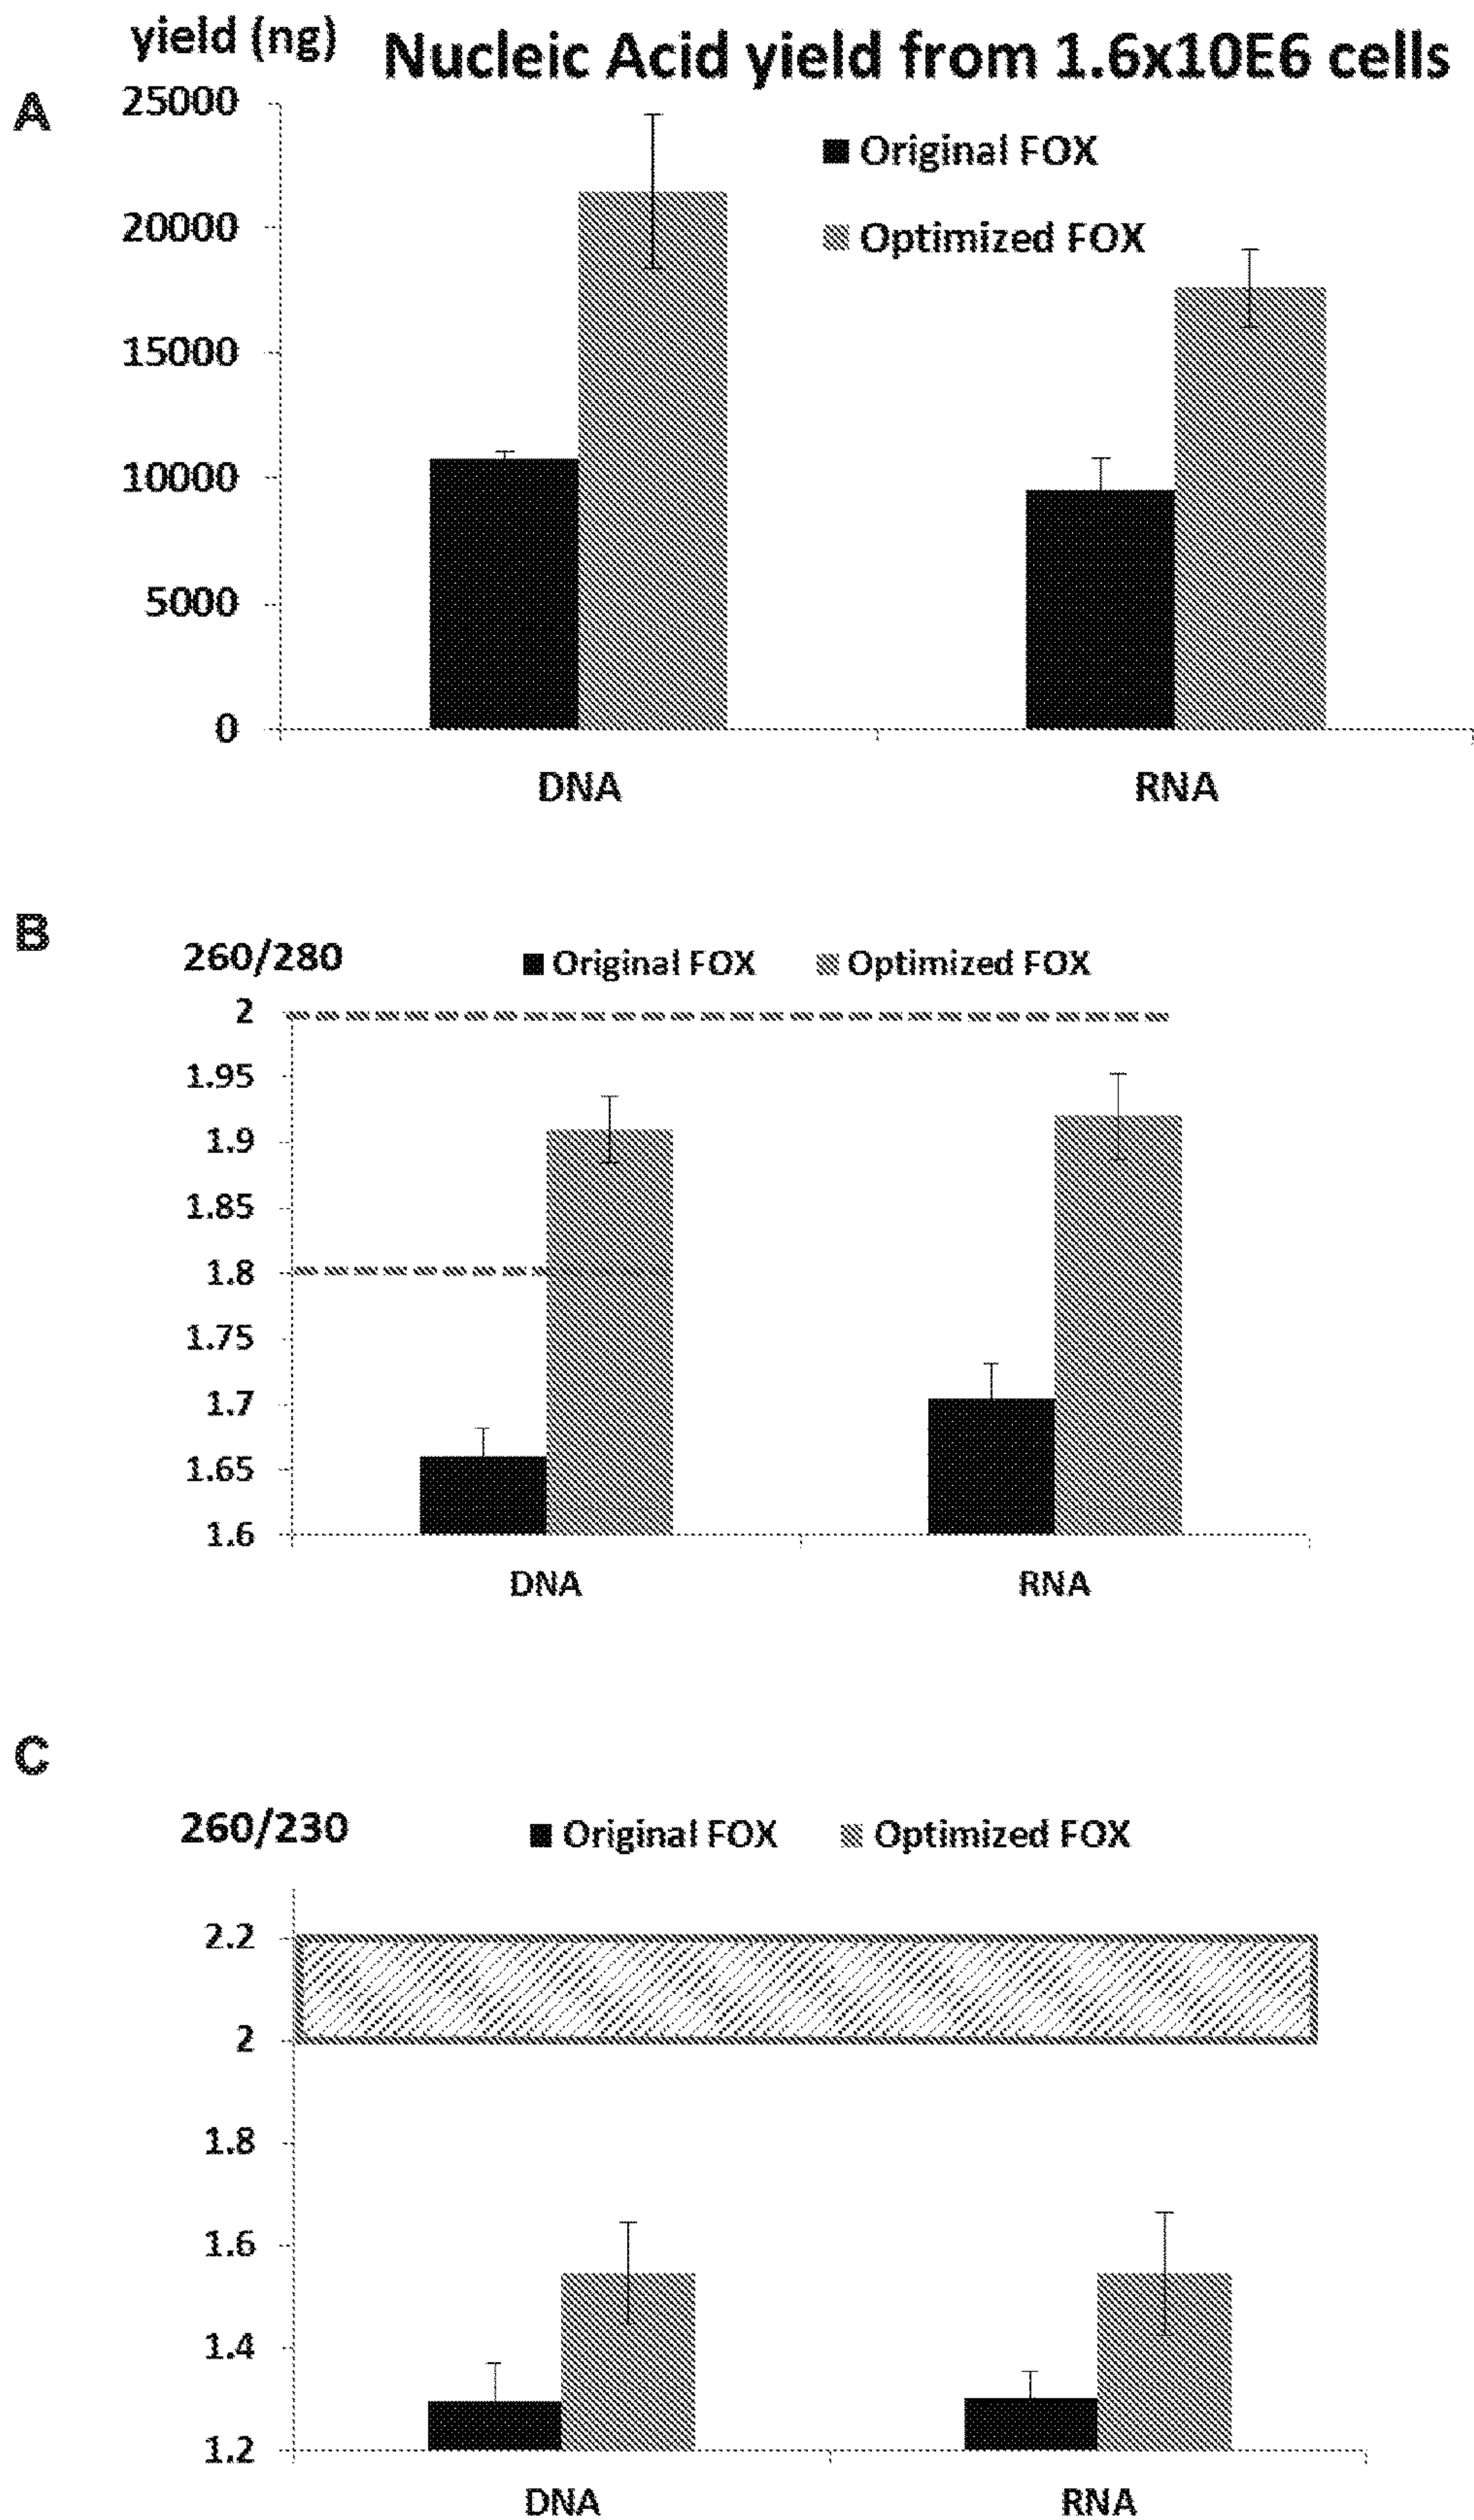 yield (ng) Nucleic Acid yield from 1.6x10E6 cells
A
25000
Original FOX
20000
Optimized FOX
15000
10000
5000
0
DNA RNA
B
260/280 Original FOX Optimized FOX
2
1.95
1.9
1.85
1.8
1.75
1.7
1.65
1.6
DNA RNA
C
260/230 Original FOX Optimized FOX
2.2
2
1.8
1.6
1.4
1.2
DNA RNA